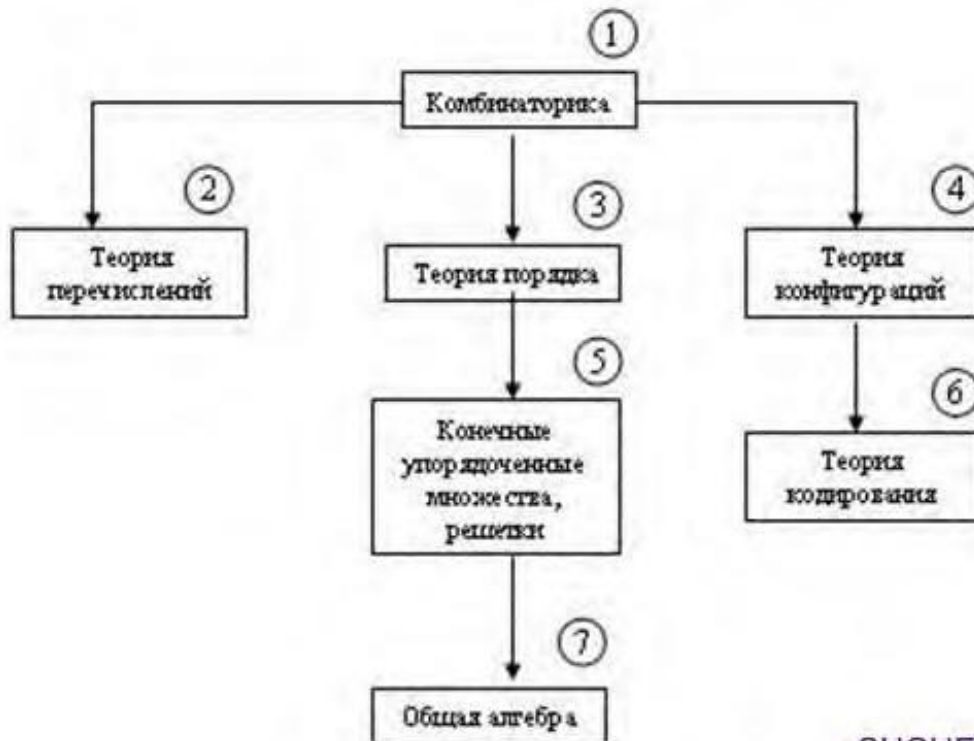 1
Комбинаторика
2
Теория
перечислений
3
Теория порядка
4
Теория
конфигураций
5
Конечные
упорядоченные
множества,
решетки
6
Теория
кодирования
7
Общая алгебра